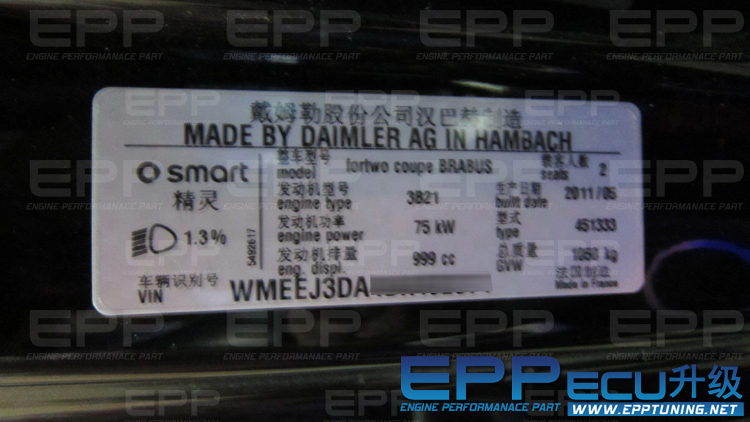 戴姆勒股份公司汉巴赫制造
MADE BY DAIMLER AG IN HAMBACH
smart
精灵
整车型号 fortwo coupe BRABUS 乘客人数 2
model seats
发动机型号 3B21 生产日期 2011/05
engine type built date
发动机功率 75 kW 型式 451333
engine power type
发动机排量 999 cc 总质量 1050 kg
eng. displ. GVW
1.3%
5492617
车辆识别号
VIN WMEEJ3DA
法国制造
Made in France
EPP ECU升级
ENGINE PERFORMANACE PART
WWW.EPPTUNING.NET